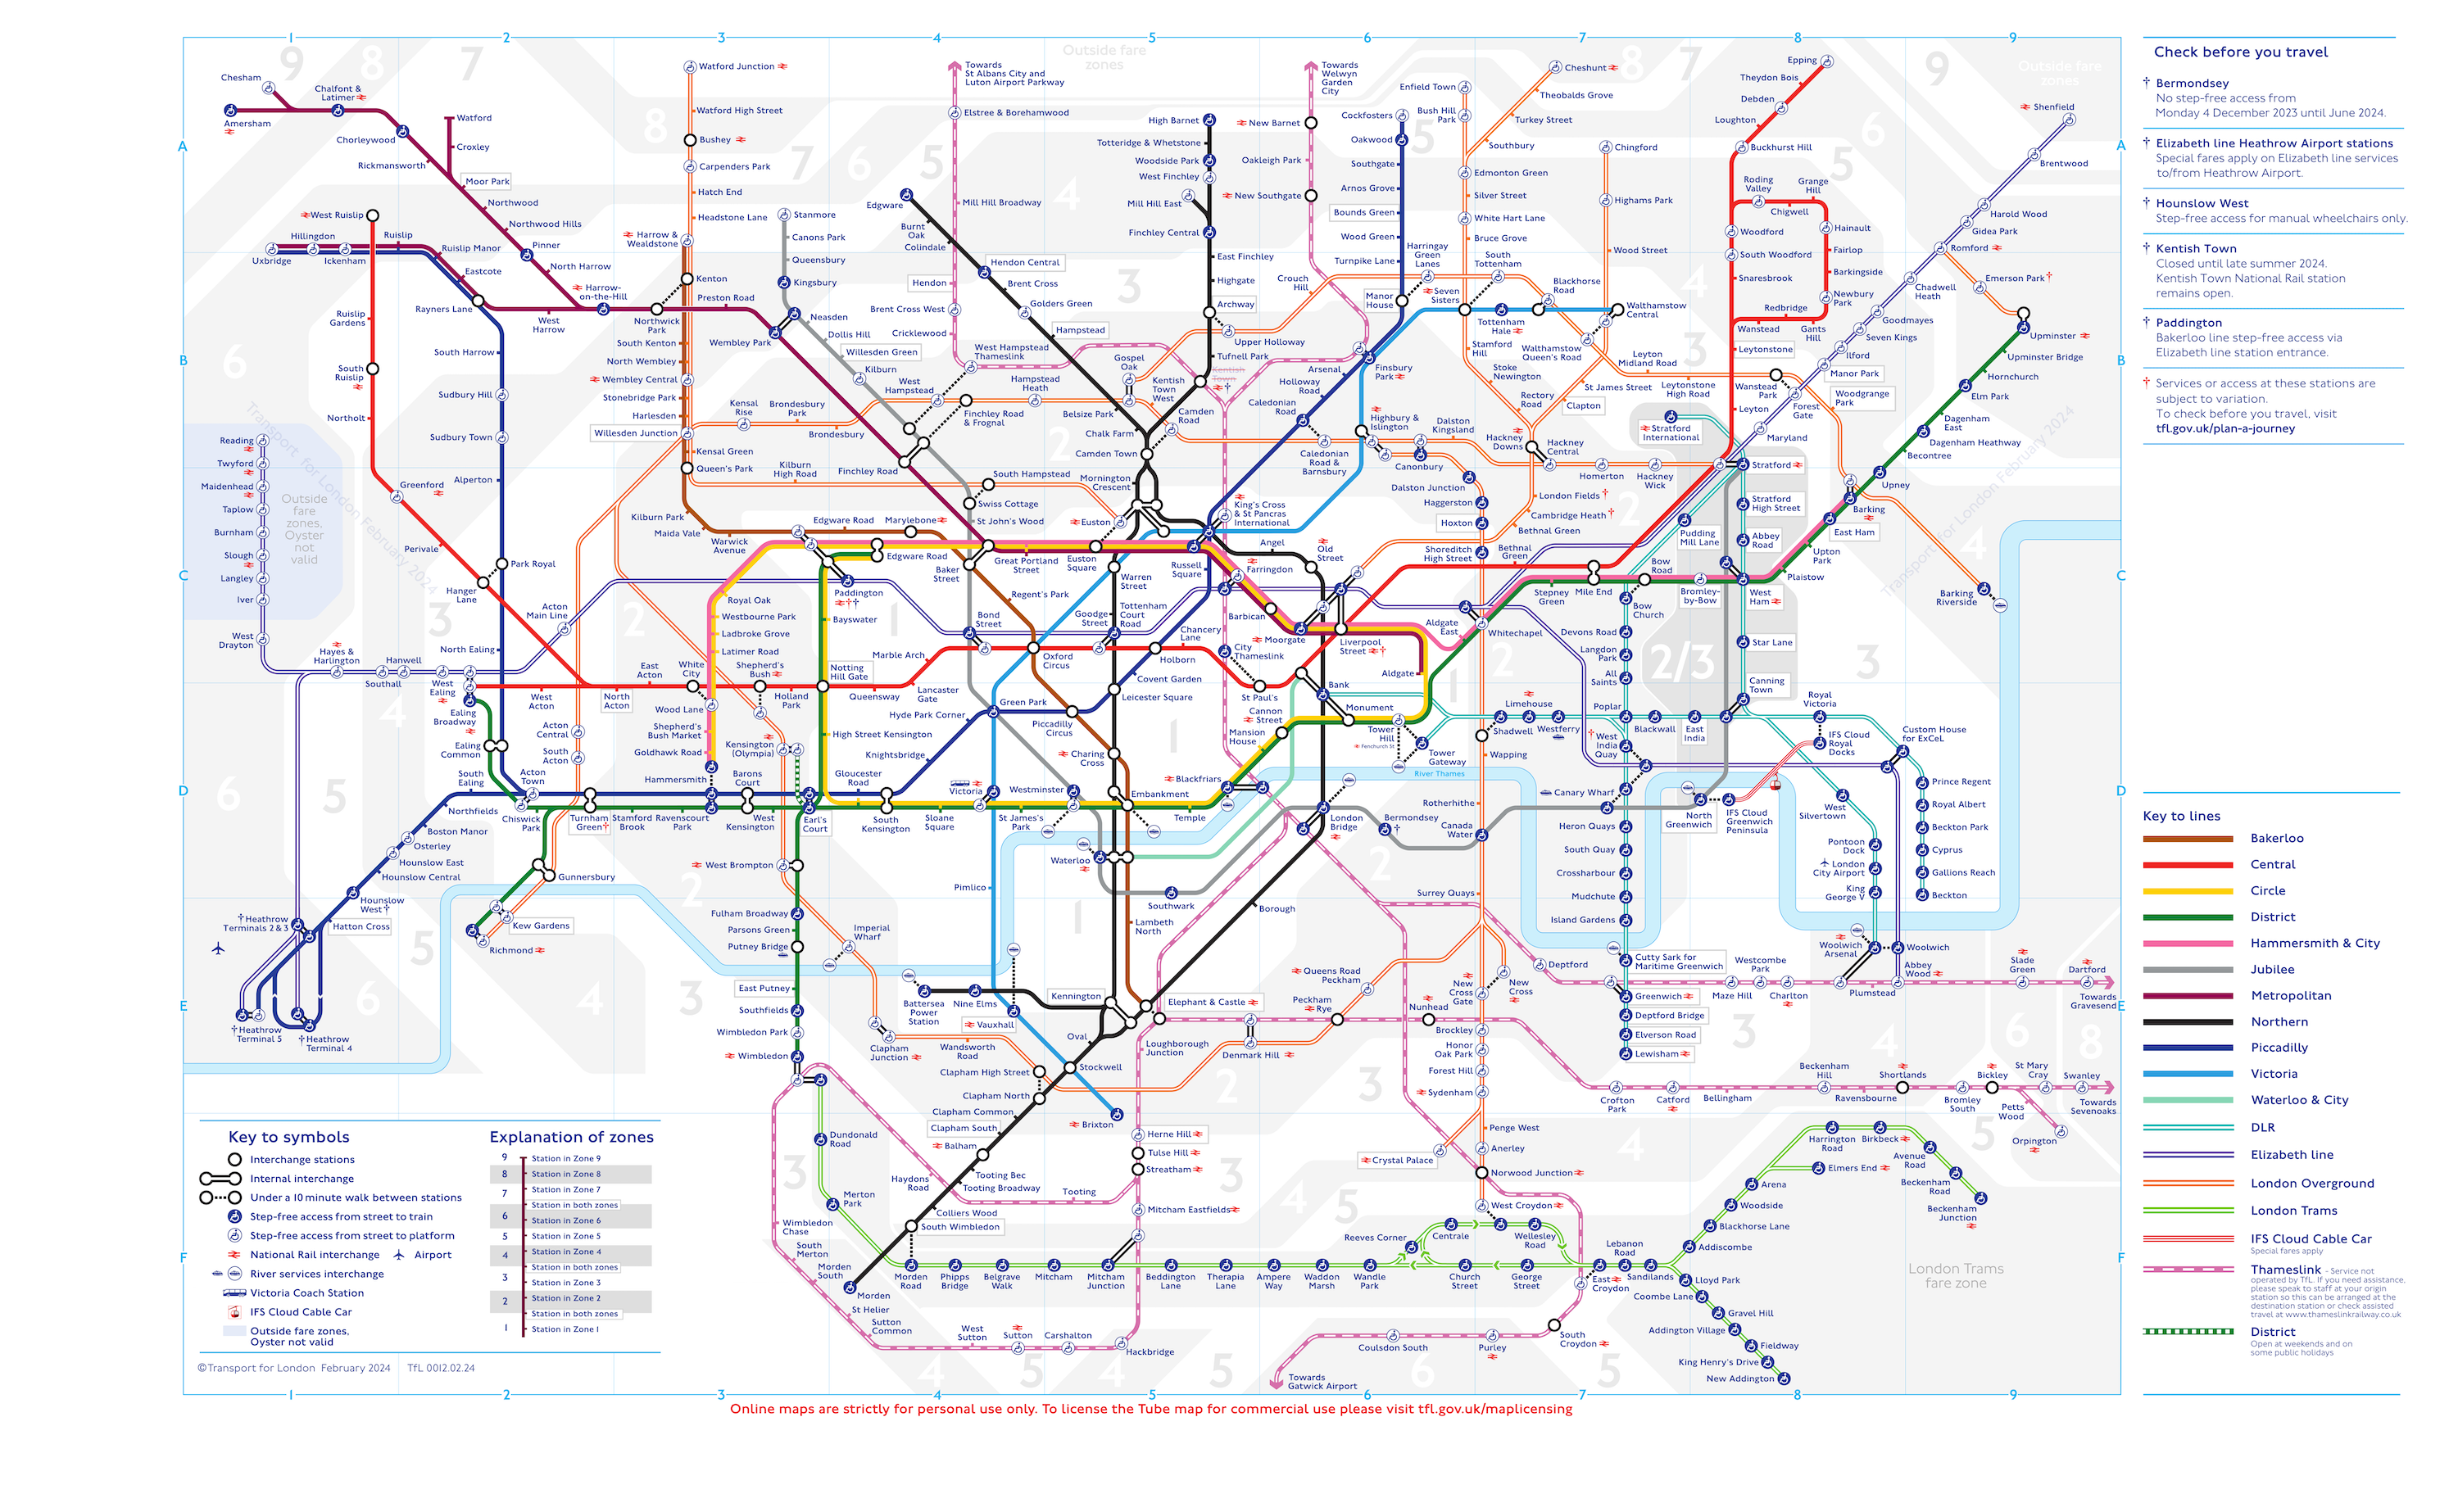 1
2
3
4
5
6
7
8
9
Check before you travel
† Bermondsey
No step-free access from
Monday 4 December 2023 until June 2024.
† Elizabeth line Heathrow Airport stations
Special fares apply on Elizabeth line services
to/from Heathrow Airport.
† Hounslow West
Step-free access for manual wheelchairs only.
† Kentish Town
Closed until late summer 2024.
Kentish Town National Rail station
remains open.
† Paddington
Bakerloo line step-free access via
Elizabeth line station entrance.
† Services or access at these stations are
subject to variation.
To check before you travel, visit
tfl.gov.uk/plan-a-journey
A
B
C
D
E
F
Outside fare
zones
Chesham
Chalfont &
Latimer
Amersham
Chorleywood
Rickmansworth
Watford
Croxley
Moor Park
Northwood
Northwood Hills
Pinner
North Harrow
Harrow-
on-the-Hill
West Ruislip
Hillingdon
Uxbridge
Ickenham
Ruislip
Ruislip Manor
Eastcote
Rayners Lane
West
Harrow
Ruislip
Gardens
South
Ruislip
Northolt
Greenford
Perivale
Hanger
Lane
Park Royal
South Harrow
Sudbury Hill
Sudbury Town
Alperton
North Ealing
Reading
Twyford
Maidenhead
Taplow
Burnham
Slough
Langley
Iver
West
Drayton
Outside
fare
zones,
Oyster
not
valid
Hayes &
Harlington
Southall
Hanwell
West
Ealing
Ealing
Broadway
Acton
Main Line
West
Acton
North
Acton
East
Acton
White
City
Wood Lane
Shepherd's
Bush
Shepherd's
Bush Market
Holland
Park
Notting
Hill Gate
Queensway
Lancaster
Gate
Marble Arch
Bond
Street
Oxford
Circus
Tottenham
Court
Road
Holborn
Chancery
Lane
St Paul's
Bank
Liverpool
Street
Watford Junction
Watford High Street
Bushey
Carpenders Park
Hatch End
Headstone Lane
Harrow &
Wealdstone
Kenton
Northwick
Park
Preston Road
South Kenton
North Wembley
Wembley Central
Stonebridge Park
Harlesden
Willesden Junction
Kensal Green
Queen's Park
Kilburn Park
Maida Vale
Warwick
Avenue
Edgware Road
Marylebone
Baker
Street
Regent's Park
Stanmore
Canons Park
Queensbury
Kingsbury
Wembley Park
Neasden
Dollis Hill
Willesden Green
Kilburn
West
Hampstead
Finchley Road
Swiss Cottage
St John's Wood
Kensal
Rise
Brondesbury
Park
Brondesbury
Kilburn
High Road
South Hampstead
Finchley Road
& Frognal
Hampstead
Heath
Gospel
Oak
Towards
St Albans City and
Luton Airport Parkway
Elstree & Borehamwood
Mill Hill Broadway
Hendon
Brent Cross West
Cricklewood
West Hampstead
Thameslink
Edgware
Burnt
Oak
Colindale
Hendon Central
Brent Cross
Golders Green
Hampstead
Belsize Park
Chalk Farm
Camden Town
Mornington
Crescent
Euston
High Barnet
Totteridge & Whetstone
Woodside Park
West Finchley
Mill Hill East
Finchley Central
East Finchley
Highgate
Archway
Upper Holloway
Tufnell Park
Kentish
Town
Kentish
Town
West
Camden
Road
Towards
Welwyn
Garden
City
New Barnet
Oakleigh Park
New Southgate
Crouch
Hill
Cockfosters
Oakwood
Southgate
Arnos Grove
Bounds Green
Wood Green
Turnpike Lane
Harringay
Green
Lanes
Manor
House
Finsbury
Park
Arsenal
Holloway
Road
Caledonian
Road
Caledonian
Road &
Barnsbury
Highbury &
Islington
Canonbury
Dalston
Kingsland
Dalston Junction
Haggerston
Hoxton
Shoreditch
High Street
Enfield Town
Bush Hill
Park
Edmonton Green
Silver Street
White Hart Lane
Bruce Grove
South
Tottenham
Seven
Sisters
Tottenham
Hale
Stamford
Hill
Stoke
Newington
Rectory
Road
Clapton
Hackney
Downs
Hackney
Central
London Fields †
Cambridge Heath †
Bethnal Green
Cheshunt
Theobalds Grove
Turkey Street
Southbury
Chingford
Highams Park
Wood Street
Walthamstow
Central
Blackhorse
Road
Walthamstow
Queen's Road
St James Street
Leyton
Midland Road
Leytonstone
High Road
Wanstead
Park
Woodgrange
Park
Homerton
Hackney
Wick
Stratford
Stratford
International
Epping
Theydon Bois
Debden
Loughton
Buckhurst Hill
Roding
Valley
Chigwell
Grange
Hill
Hainault
Fairlop
Barkingside
Newbury
Park
Woodford
South Woodford
Snaresbrook
Redbridge
Wanstead
Gants
Hill
Leytonstone
Leyton
Shenfield
Brentwood
Harold Wood
Gidea Park
Romford
Emerson Park †
Chadwell
Heath
Goodmayes
Seven Kings
Ilford
Manor Park
Forest
Gate
Maryland
Upminster
Upminster Bridge
Hornchurch
Elm Park
Dagenham
East
Dagenham Heathway
Becontree
Upney
Barking
East Ham
Upton
Park
Plaistow
West
Ham
Barking
Riverside
Stratford
High Street
Abbey
Road
Star Lane
Canning
Town
Pudding
Mill Lane
Bow
Road
Bromley-
by-Bow
Mile End
Stepney
Green
Bethnal
Green
Whitechapel
Aldgate
East
Aldgate
Bow
Church
Devons Road
Langdon
Park
All
Saints
Poplar
Blackwall
East
India
Limehouse
Westferry
Shadwell
West
India
Quay
Canary Wharf
Heron Quays
South Quay
Crossharbour
Mudchute
Island Gardens
Cutty Sark for
Maritime Greenwich
Greenwich
Deptford Bridge
Elverson Road
Lewisham
Royal
Victoria
IFS Cloud
Royal
Docks
Custom House
for ExCeL
Prince Regent
Royal Albert
Beckton Park
Cyprus
Gallions Reach
Beckton
West
Silvertown
Pontoon
Dock
London
City Airport
King
George V
Woolwich
Arsenal
Woolwich
Abbey
Wood
North
Greenwich
IFS Cloud
Greenwich
Peninsula
King's Cross
& St Pancras
International
Angel
Old
Street
Great Portland
Street
Euston
Square
Warren
Street
Goodge
Street
Russell
Square
Farringdon
Barbican
Moorgate
City
Thameslink
Covent Garden
Leicester Square
Piccadilly
Circus
Charing
Cross
Embankment
Green Park
Hyde Park Corner
Knightsbridge
Edgware Road
Paddington
†† 
Bayswater
Royal Oak
Westbourne Park
Ladbroke Grove
Latimer Road
Goldhawk Road
Hammersmith
High Street Kensington
Kensington
(Olympia)
Barons
Court
Gloucester
Road
Earl's
Court
West
Kensington
South
Kensington
Sloane
Square
Victoria
St James's
Park
Westminster
Temple
Blackfriars
Mansion
House
Cannon
Street
Monument
Tower
Hill
Fenchurch St
Tower
Gateway
River Thames
London
Bridge
Bermondsey
†
Canada
Water
Rotherhithe
Wapping
Surrey Quays
Southwark
Waterloo
Lambeth
North
Borough
Elephant & Castle
Kennington
Oval
Stockwell
Clapham North
Clapham High Street
Clapham Common
Clapham South
Balham
Tooting Bec
Tooting Broadway
Colliers Wood
South Wimbledon
Morden
Pimlico
Vauxhall
Brixton
Battersea
Power
Station
Nine Elms
Acton
Central
South
Acton
Ealing
Common
South
Ealing
Acton
Town
Chiswick
Park
Turnham
Green†
Stamford
Brook
Ravenscourt
Park
Gunnersbury
Kew Gardens
Richmond
Northfields
Boston Manor
Osterley
Hounslow East
Hounslow Central
Hounslow
West †
Hatton Cross
† Heathrow
Terminals 2 & 3
† Heathrow
Terminal 5
† Heathrow
Terminal 4
West Brompton
Fulham Broadway
Parsons Green
Putney Bridge
East Putney
Southfields
Wimbledon Park
Wimbledon
Imperial
Wharf
Clapham
Junction
Wandsworth
Road
Denmark Hill
Peckham
Rye
Queens Road
Peckham
Nunhead
New
Cross
Gate
New
Cross
Deptford
Brockley
Honor
Oak Park
Forest Hill
Sydenham
Crystal Palace
Penge West
Anerley
Norwood Junction
West Croydon
Maze Hill
Westcombe
Park
Charlton
Plumstead
Slade
Green
Dartford
Towards
Gravesend
Crofton
Park
Catford
Bellingham
Beckenham
Hill
Ravensbourne
Shortlands
Bromley
South
Bickley
St Mary
Cray
Swanley
Towards
Sevenoaks
Petts
Wood
Orpington
Loughborough
Junction
Herne Hill
Tulse Hill
Streatham
Tooting
Haydons
Road
Mitcham Eastfields
Wimbledon
Chase
South
Merton
Morden
South
St Helier
Sutton
Common
West
Sutton
Sutton
Carshalton
Hackbridge
Dundonald
Road
Merton
Park
Morden
Road
Phipps
Bridge
Belgrave
Walk
Mitcham
Mitcham
Junction
Beddington
Lane
Therapia
Lane
Ampere
Way
Waddon
Marsh
Wandle
Park
Reeves Corner
Centrale
Wellesley
Road
Church
Street
George
Street
East
Croydon
Lebanon
Road
Sandilands
Lloyd Park
Coombe Lane
Gravel Hill
Addington Village
Fieldway
King Henry's Drive
New Addington
Addiscombe
Blackhorse Lane
Woodside
Arena
Elmers End
Harrington
Road
Birkbeck
Avenue
Road
Beckenham
Road
Beckenham
Junction
South
Croydon
Purley
Coulsdon South
Towards
Gatwick Airport
London Trams
fare zone
2/3
Transport for London February 2024
Transport for London February 2024
Key to symbols
Interchange stations
Internal interchange
Under a 10 minute walk between stations
Step-free access from street to train
Step-free access from street to platform
National Rail interchange
Airport
River services interchange
Victoria Coach Station
IFS Cloud Cable Car
Outside fare zones,
Oyster not valid
Explanation of zones
9 Station in Zone 9
8 Station in Zone 8
7 Station in Zone 7
Station in both zones
6 Station in Zone 6
5 Station in Zone 5
4 Station in Zone 4
Station in both zones
3 Station in Zone 3
2 Station in Zone 2
Station in both zones
1 Station in Zone 1
© Transport for London February 2024 TfL 0012.02.24
Key to lines
Bakerloo
Central
Circle
District
Hammersmith & City
Jubilee
Metropolitan
Northern
Piccadilly
Victoria
Waterloo & City
DLR
Elizabeth line
London Overground
London Trams
IFS Cloud Cable Car
Special fares apply
Thameslink - Service not
operated by TfL. If you need assistance,
please speak to staff at your origin
station so this can be arranged at the
destination station or check assisted
travel at www.thameslinkrailway.co.uk
District
Open at weekends and on
some public holidays
1
2
3
4
5
6
7
8
9
Online maps are strictly for personal use only. To license the Tube map for commercial use please visit tfl.gov.uk/maplicensing